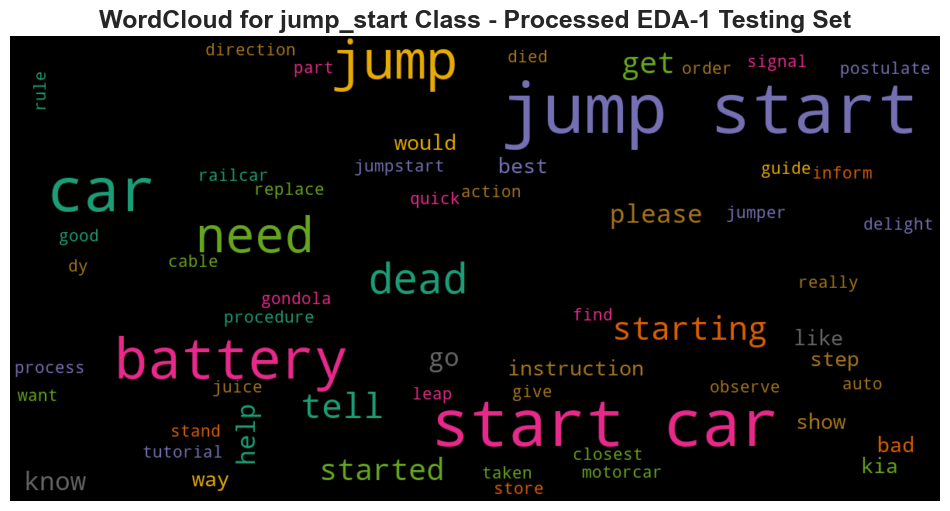 WordCloud for jump_start Class - Processed EDA-1 Testing Set
direction
part
jump
died
get
order
signal
postulate
rule
jump start
would
jumpstart
best
guide
inform
car
railcar
replace
quick
action
please
jumper
delight
good
need
dy
cable
dead
really
gondola
procedure
find
starting
like
battery
go
instruction
step
process
want
juice
tell
leap
give
observe
auto
help
start car
show
stand
tutorial
started
closest
bad
know
way
taken
motorcar
store
kia